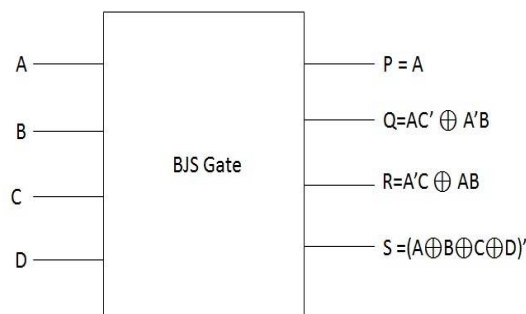 A
P = A
B
Q=AC’ ⊕ A’B
BJS Gate
C
R=A’C ⊕ AB
D
S =(A⊕B⊕C⊕D)’